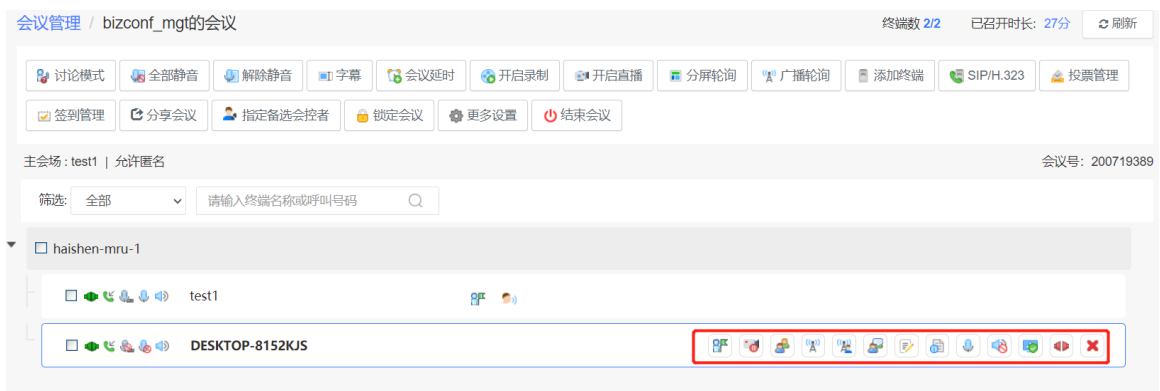 会议管理 / bizconf_mgt的会议 终端数 2/2 已召开时长: 27分 刷新
讨论模式 全部静音 解除静音 字幕 会议延时 开启录制 开启直播 分屏轮询 广播轮询 添加终端 SIP/H.323 投票管理
签到管理 分享会议 指定备选会控者 锁定会议 更多设置 结束会议
主会场 : test1 | 允许匿名 会议号: 200719389
筛选: 全部 请输入终端名称或呼叫号码
haishen-mru-1
test1
DESKTOP-8152KJS